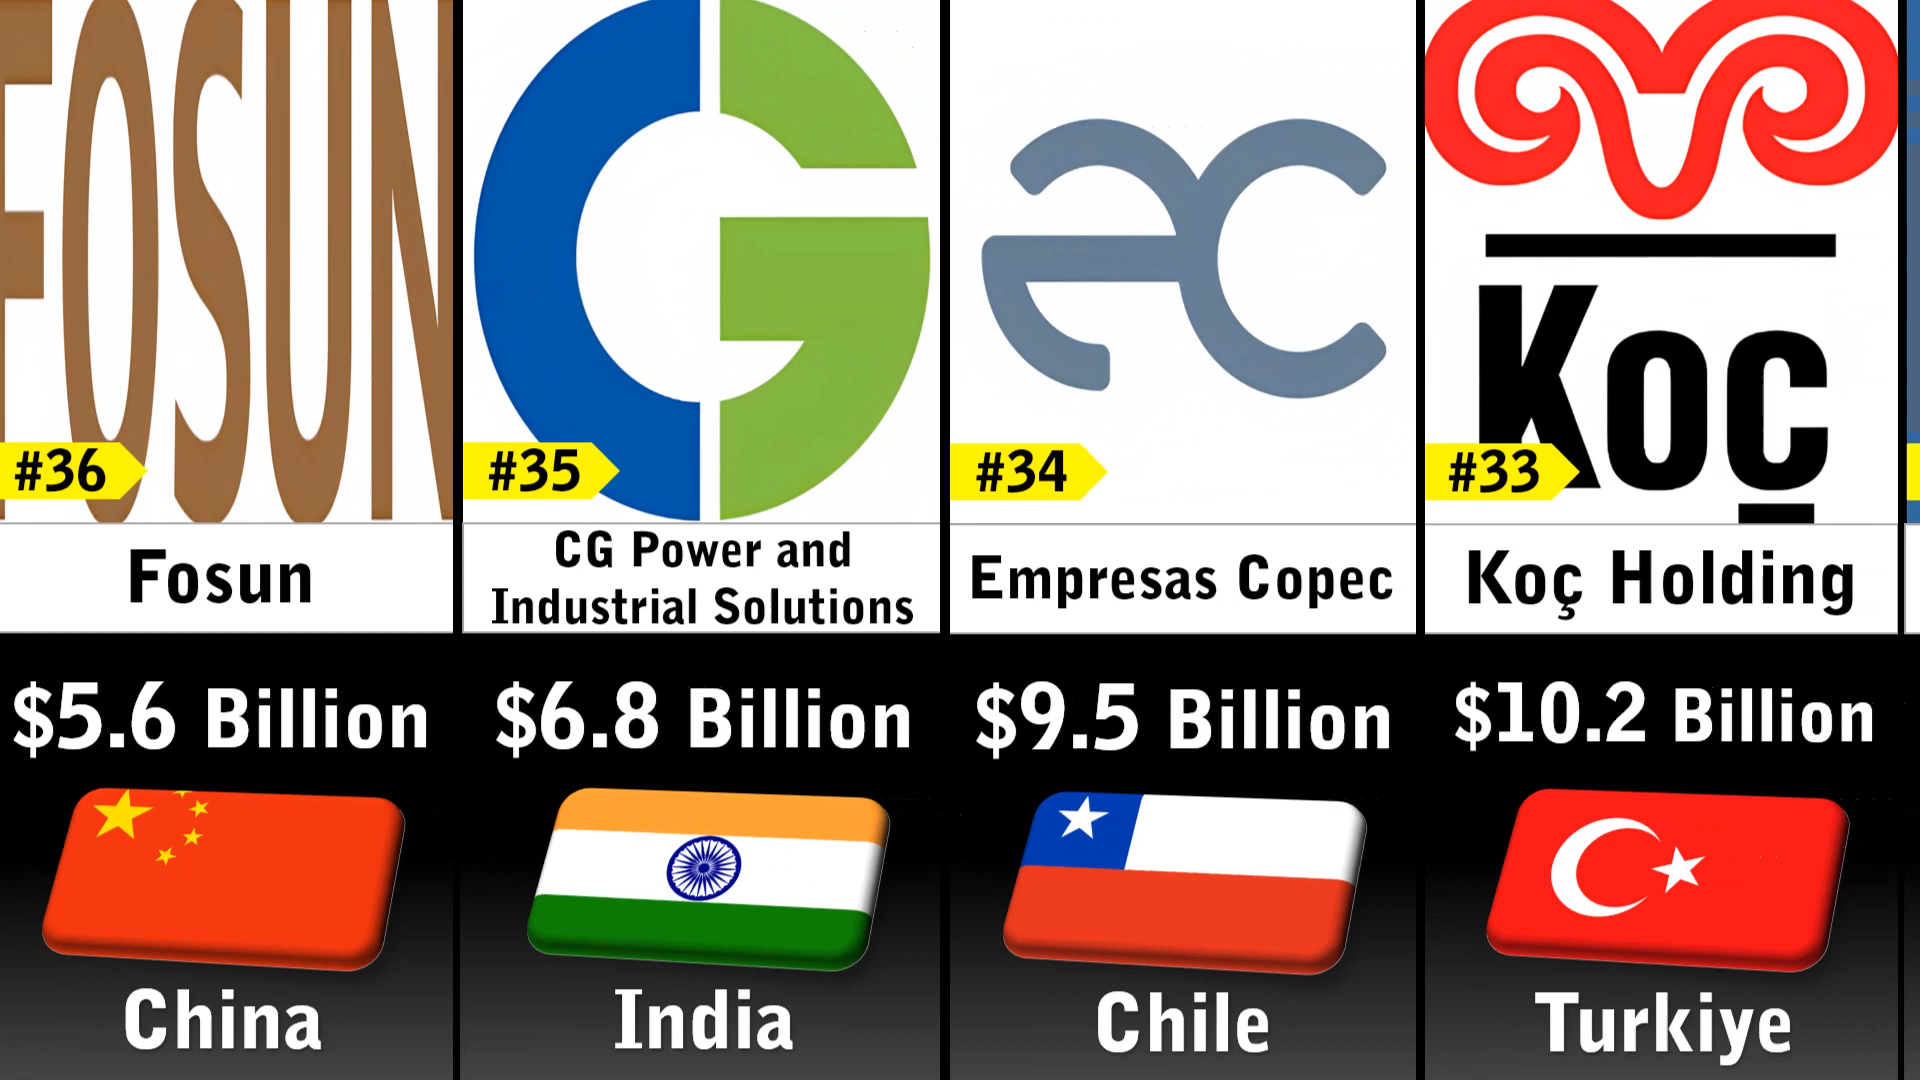 FOSUN
#36
Fosun
$5.6 Billion
China
#35
CG Power and
Industrial Solutions
$6.8 Billion
India
#34
Empresas Copec
$9.5 Billion
Chile
Koç
#33
Koç Holding
$10.2 Billion
Turkiye